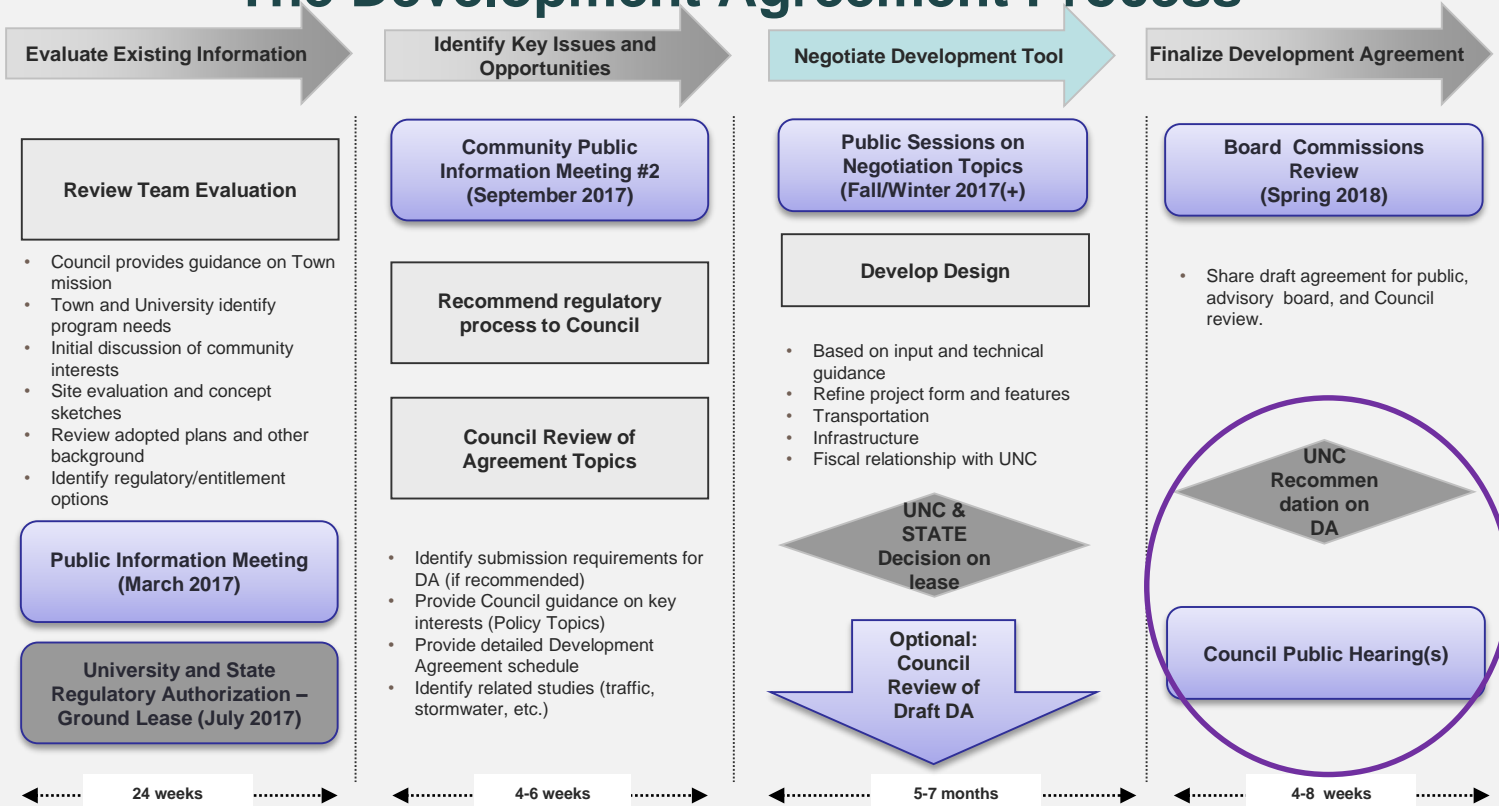 The Development Agreement Process
Evaluate Existing Information
Identify Key Issues and
Opportunities
Negotiate Development Tool
Finalize Development Agreement
Review Team Evaluation
• Council provides guidance on Town
mission
• Town and University identify
program needs
• Initial discussion of community
interests
• Site evaluation and concept
sketches
• Review adopted plans and other
background
• Identify regulatory/entitlement
options
Public Information Meeting
(March 2017)
University and State
Regulatory Authorization –
Ground Lease (July 2017)
24 weeks
Community Public
Information Meeting #2
(September 2017)
Recommend regulatory
process to Council
Council Review of
Agreement Topics
• Identify submission requirements for
DA (if recommended)
• Provide Council guidance on key
interests (Policy Topics)
• Provide detailed Development
Agreement schedule
• Identify related studies (traffic,
stormwater, etc.)
4-6 weeks
Public Sessions on
Negotiation Topics
(Fall/Winter 2017(+)
Develop Design
• Based on input and technical
guidance
• Refine project form and features
• Transportation
• Infrastructure
• Fiscal relationship with UNC
UNC &
STATE
Decision on
lease
Optional:
Council
Review of
Draft DA
5-7 months
Board Commissions
Review
(Spring 2018)
• Share draft agreement for public,
advisory board, and Council
review.
UNC
Recommen
dation on
DA
Council Public Hearing(s)
4-8 weeks